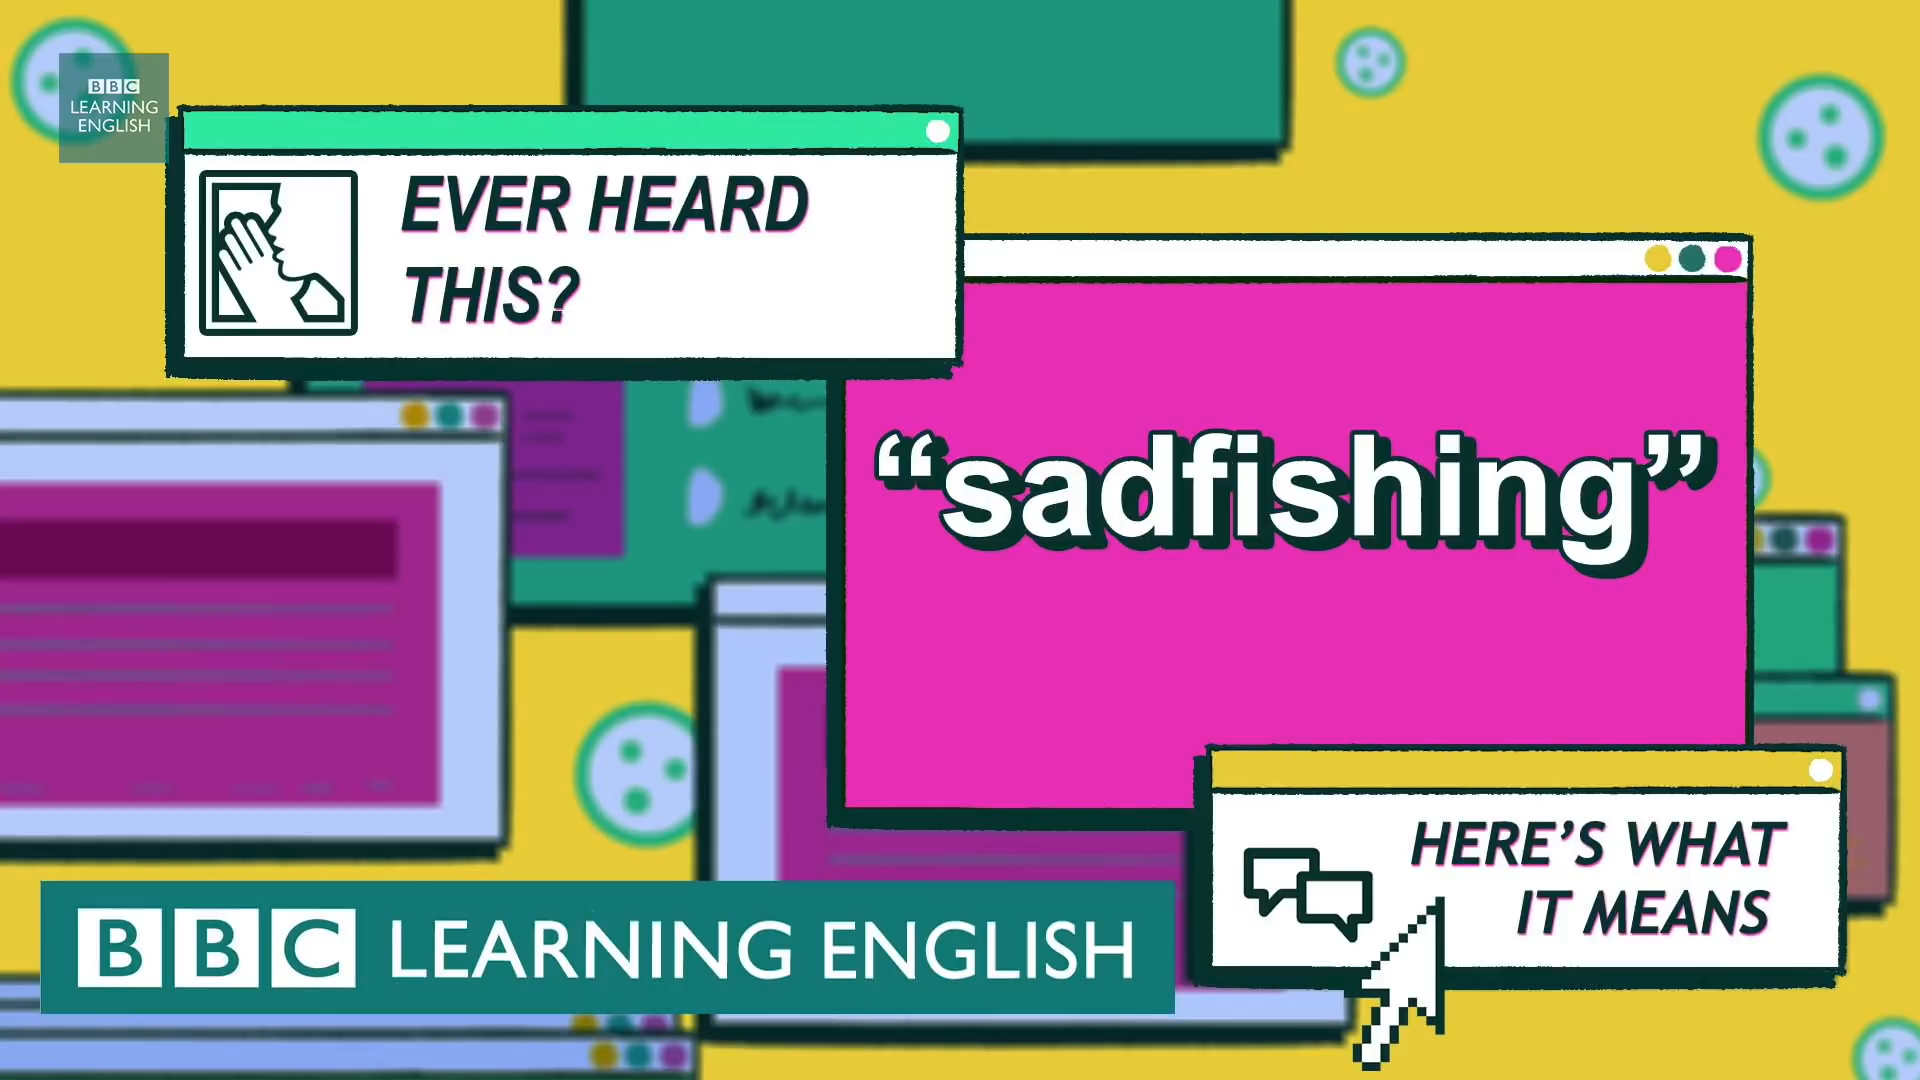 BBC
LEARNING
ENGLISH
EVER HEARD
THIS?
“sadfishing”
HERE’S WHAT
IT MEANS
BBC LEARNING ENGLISH